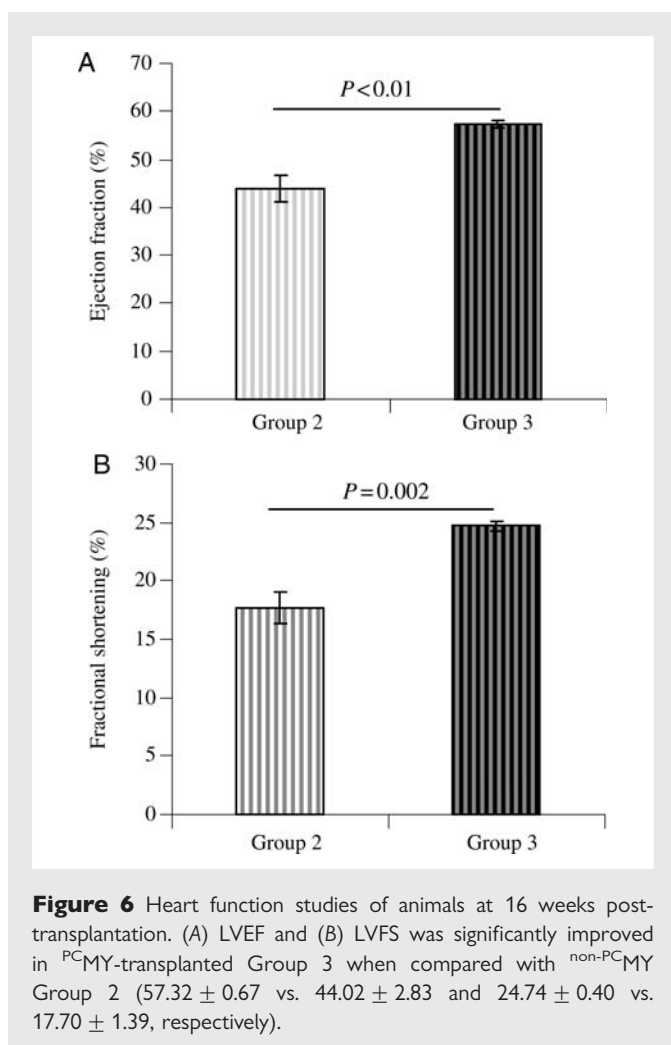 A
70
60
50
40
30
20
10
0
Ejection fraction (%)
P<0.01
Group 2 Group 3
B
30
25
20
15
10
5
0
Fractional shortening (%)
P=0.002
Group 2 Group 3
Figure 6 Heart function studies of animals at 16 weeks post-
transplantation. (A) LVEF and (B) LVFS was significantly improved
in PCMY-transplanted Group 3 when compared with non-PCMY
Group 2 (57.32 ± 0.67 vs. 44.02 ± 2.83 and 24.74 ± 0.40 vs.
17.70 ± 1.39, respectively).